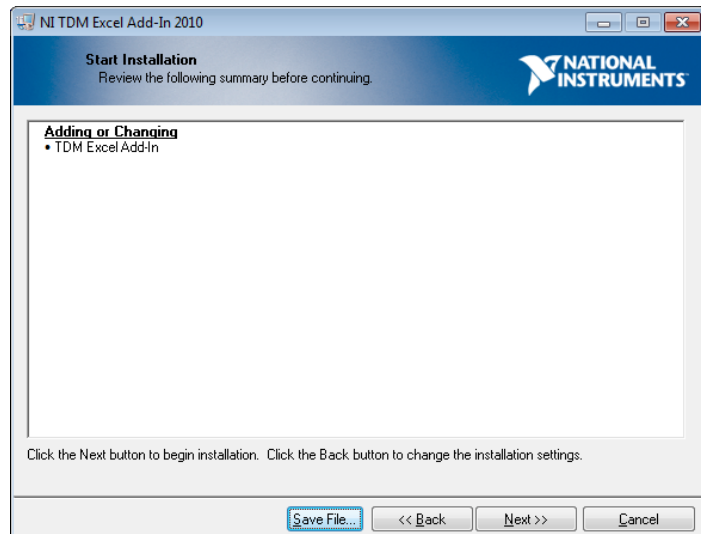 NI TDM Excel Add-In 2010
Start Installation
Review the following summary before continuing.
NATIONAL
INSTRUMENTS
Adding or Changing
• TDM Excel Add-In
Click the Next button to begin installation.  Click the Back button to change the installation settings.
Save File... << Back Next >> Cancel